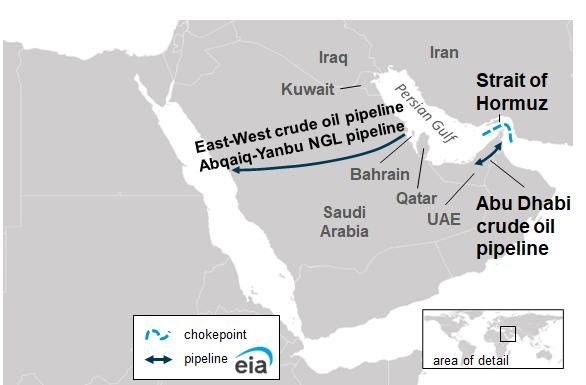 Iraq
Iran
Kuwait
Persian Gulf
Strait of
Hormuz
East-West crude oil pipeline
Abqaiq-Yanbu NGL pipeline
Bahrain
Qatar
UAE
Saudi
Arabia
Abu Dhabi
crude oil
pipeline
chokepoint
pipeline
eia
area of detail